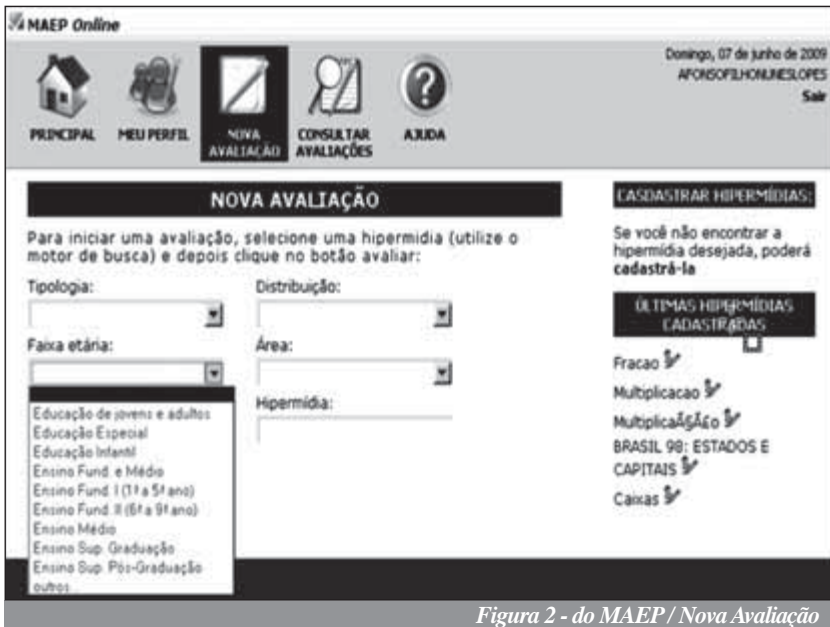 MAEP Online
Domingo, 07 de junho de 2009
AFONSOFILHONUNESLOPES
Sair
PRINCIPAL
MEU PERFIL
NOVA AVALIAÇÃO
CONSULTAR AVALIAÇÕES
AJUDA
NOVA AVALIAÇÃO
Para iniciar uma avaliação, selecione uma hipermidia (utilize o
motor de busca) e depois clique no botão avaliar:
Tipologia:
Distribuição:
Faixa etária:
Área:
Hipermídia:
Educação de jovens e adultos
Educação Especial
Educação Infantil
Ensino Fund. e Médio
Ensino Fund. I (1ª a 5ª ano)
Ensino Fund. II (6ª a 9ª ano)
Ensino Médio
Ensino Sup. Graduação
Ensino Sup. Pós-Graduação
outros...
CASDASTRAR HIPERMÍDIAS:
Se você não encontrar a
hipermídia desejada, poderá
cadastrá-la
ÚLTIMAS HIPERMÍDIAS
CADASTRADAS
Fracao
Multiplicacao
MultiplicaÃ§Ã£o
BRASIL 98: ESTADOS E
CAPITAIS
Caixas
Figura 2 - do MAEP / Nova Avaliação